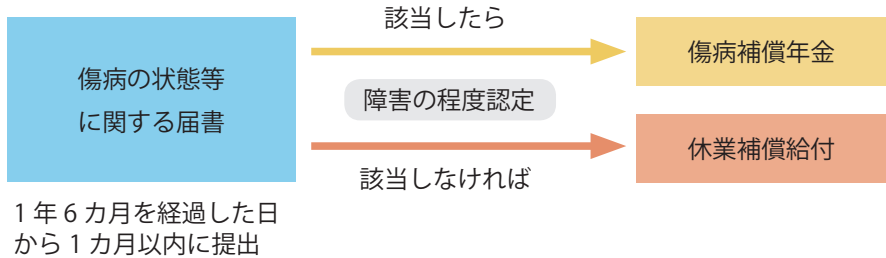 該当したら
傷病の状態等
に関する届書
傷病補償年金
障害の程度認定
休業補償給付
該当しなければ
1年6カ月を経過した日
から1カ月以内に提出